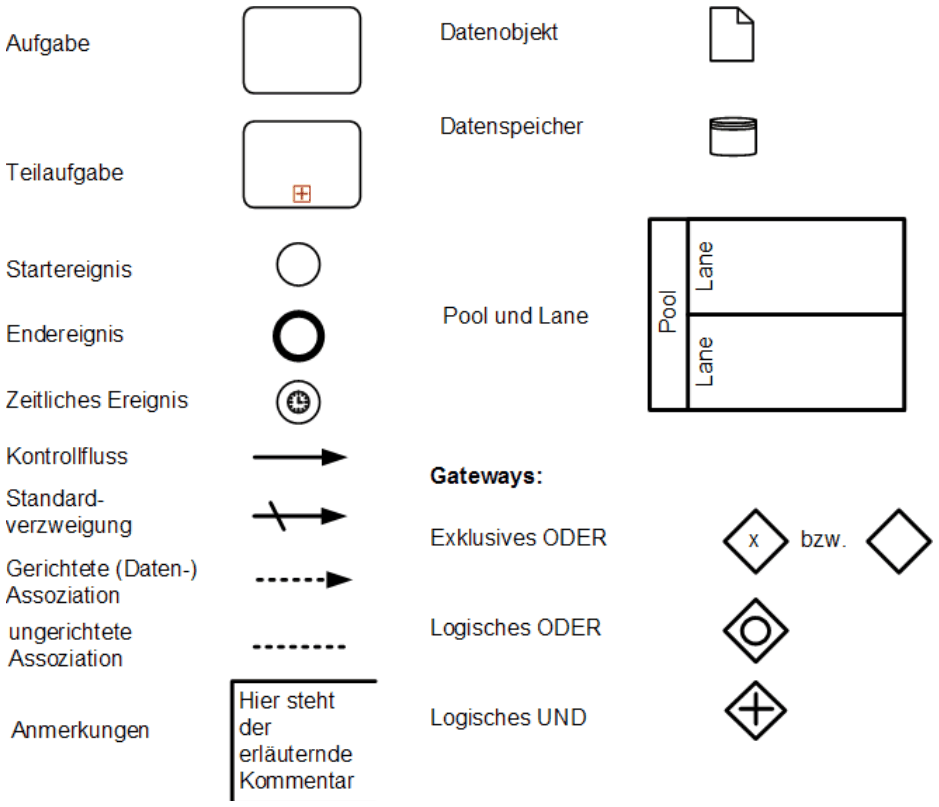 Aufgabe
Teilaufgabe
Startereignis
Endereignis
Zeitliches Ereignis
Kontrollfluss
Standard-
verzweigung
Gerichtete (Daten-)
Assoziation
ungerichtete
Assoziation
Anmerkungen
Hier steht
der
erläuternde
Kommentar
Datenobjekt
Datenspeicher
Pool und Lane
Pool
Lane
Lane
Gateways:
Exklusives ODER
x
bzw.
Logisches ODER
Logisches UND